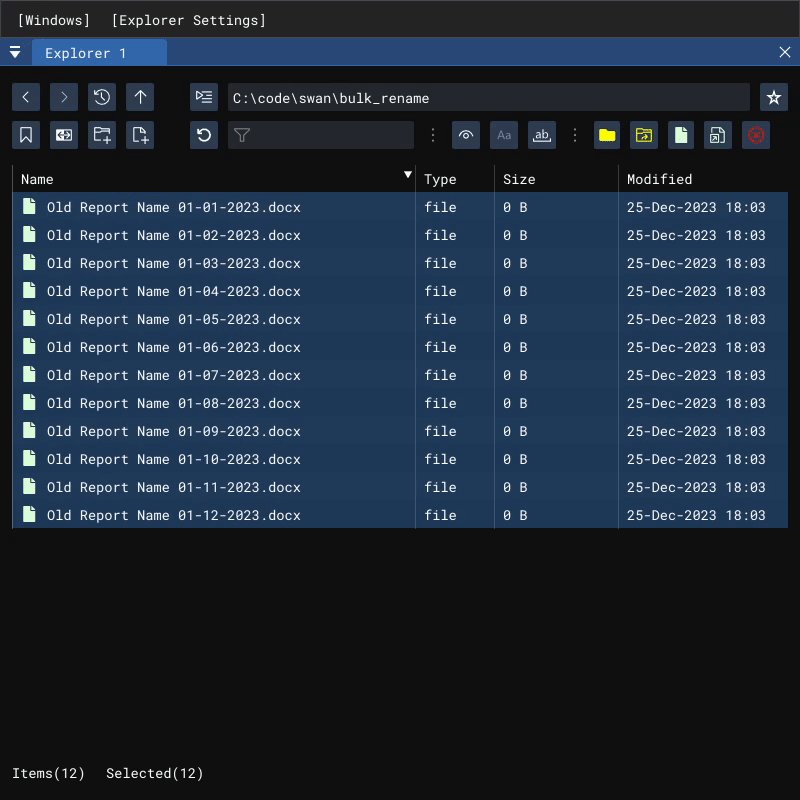 [Windows] [Explorer Settings]
Explorer 1
C:\code\swan\bulk_rename
Aa ab
Name Type Size Modified
Old Report Name 01-01-2023.docx file 0 B 25-Dec-2023 18:03
Old Report Name 01-02-2023.docx file 0 B 25-Dec-2023 18:03
Old Report Name 01-03-2023.docx file 0 B 25-Dec-2023 18:03
Old Report Name 01-04-2023.docx file 0 B 25-Dec-2023 18:03
Old Report Name 01-05-2023.docx file 0 B 25-Dec-2023 18:03
Old Report Name 01-06-2023.docx file 0 B 25-Dec-2023 18:03
Old Report Name 01-07-2023.docx file 0 B 25-Dec-2023 18:03
Old Report Name 01-08-2023.docx file 0 B 25-Dec-2023 18:03
Old Report Name 01-09-2023.docx file 0 B 25-Dec-2023 18:03
Old Report Name 01-10-2023.docx file 0 B 25-Dec-2023 18:03
Old Report Name 01-11-2023.docx file 0 B 25-Dec-2023 18:03
Old Report Name 01-12-2023.docx file 0 B 25-Dec-2023 18:03
Items(12) Selected(12)